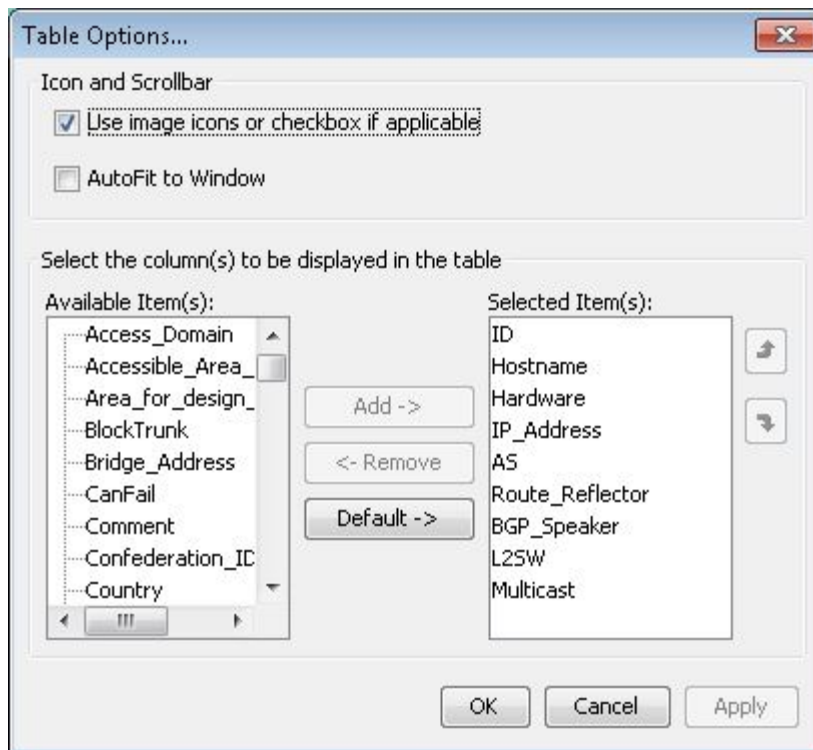 Table Options...
Icon and Scrollbar
Use image icons or checkbox if applicable
AutoFit to Window
Select the column(s) to be displayed in the table
Available Item(s):
Access_Domain
Accessible_Area_
Area_for_design_
BlockTrunk
Bridge_Address
CanFail
Comment
Confederation_ID
Country
Add ->
<- Remove
Default ->
Selected Item(s):
ID
Hostname
Hardware
IP_Address
AS
Route_Reflector
BGP_Speaker
L2SW
Multicast
OK
Cancel
Apply